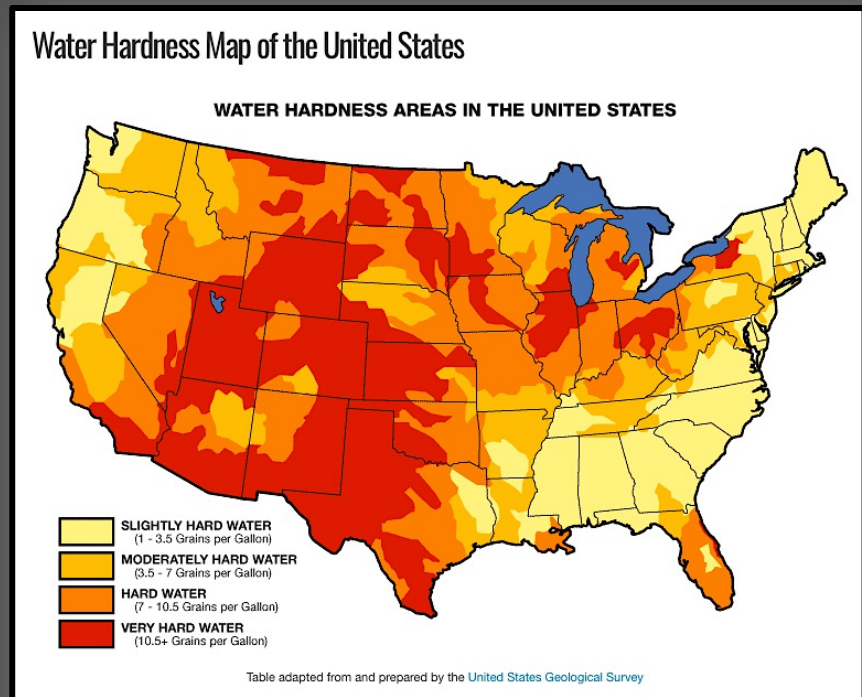 Water Hardness Map of the United States
WATER HARDNESS AREAS IN THE UNITED STATES
SLIGHTLY HARD WATER
(1 - 3.5 Grains per Gallon)
MODERATELY HARD WATER
(3.5 - 7 Grains per Gallon)
HARD WATER
(7 - 10.5 Grains per Gallon)
VERY HARD WATER
(10.5+ Grains per Gallon)
Table adapted from and prepared by the United States Geological Survey